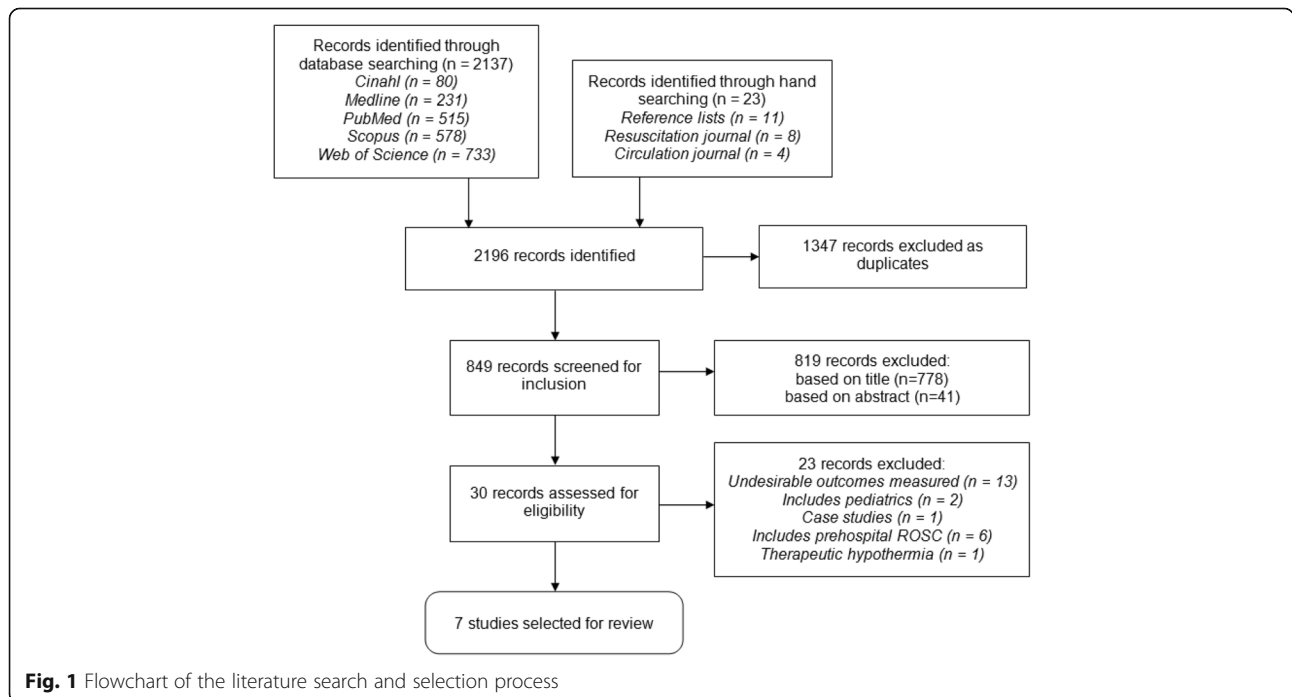 Records identified through
database searching (n = 2137)
Cinahl (n = 80)
Medline (n = 231)
PubMed (n = 515)
Scopus (n = 578)
Web of Science (n = 733)
Records identified through hand
searching (n = 23)
Reference lists (n = 11)
Resuscitation journal (n = 8)
Circulation journal (n = 4)
2196 records identified
1347 records excluded as
duplicates
849 records screened for
inclusion
819 records excluded:
based on title (n=778)
based on abstract (n=41)
30 records assessed for
eligibility
23 records excluded:
Undesirable outcomes measured (n = 13)
Includes pediatrics (n = 2)
Case studies (n = 1)
Includes prehospital ROSC (n = 6)
Therapeutic hypothermia (n = 1)
7 studies selected for review
Fig. 1 Flowchart of the literature search and selection process